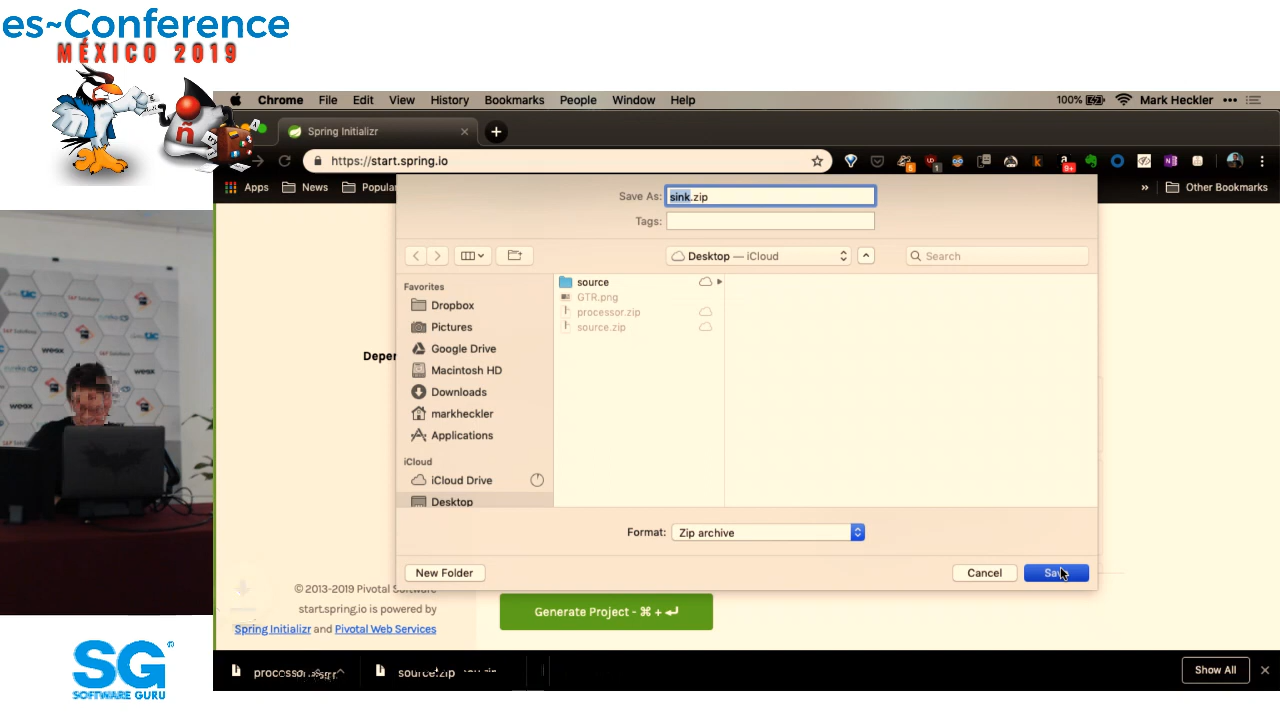 es~Conference
MÉXICO 2019
Chrome File Edit View History Bookmarks People Window Help
100% Mark Heckler
Spring Initializr
https://start.spring.io
Apps News Popula
Other Bookmarks
Save As: sink.zip
Tags:
Desktop — iCloud
Search
Favorites
Dropbox
Pictures
Google Drive
Macintosh HD
Downloads
markheckler
Applications
iCloud
iCloud Drive
Desktop
source
GTR.png
processor.zip
source.zip
Depen
Format: Zip archive
New Folder
Cancel
Save
© 2013-2019 Pivotal Software
start.spring.io is powered by
Spring Initializr and Pivotal Web Services
Generate Project - ⌘ + ↵
source.zip
Show All
SG®
SOFTWARE GURU